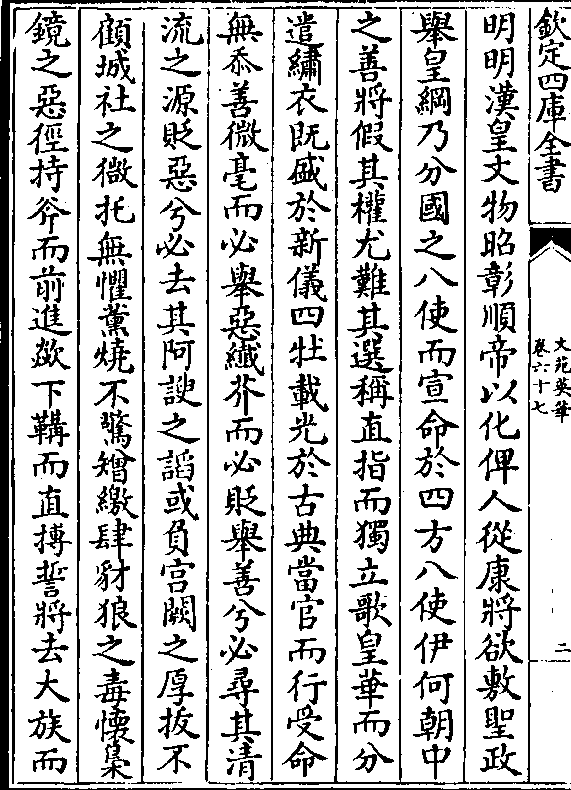 欽定四庫全書
文苑英華
卷六十七
二
明明漢皇文物昭彰順帝以化俾人從康將欲敷聖政
舉皇綱乃分國之八使而宣命於四方八使伊何朝中
之善將假其權尤難其選稱直指而獨立歌皇華而分
遣繡衣既盛於新儀四牡載光於古典當官而行受命
無忝善微毫而必舉惡纖芥而必貶舉善兮必尋其清
流之源貶惡兮必去其阿諛之謟或負宮闕之厚拔不
顧城社之微托無懼薫燒不驚矰繳肆豺狼之毒懷梟
鏡之惡徑持斧而前進欻下鞲而直摶誓將去大族而